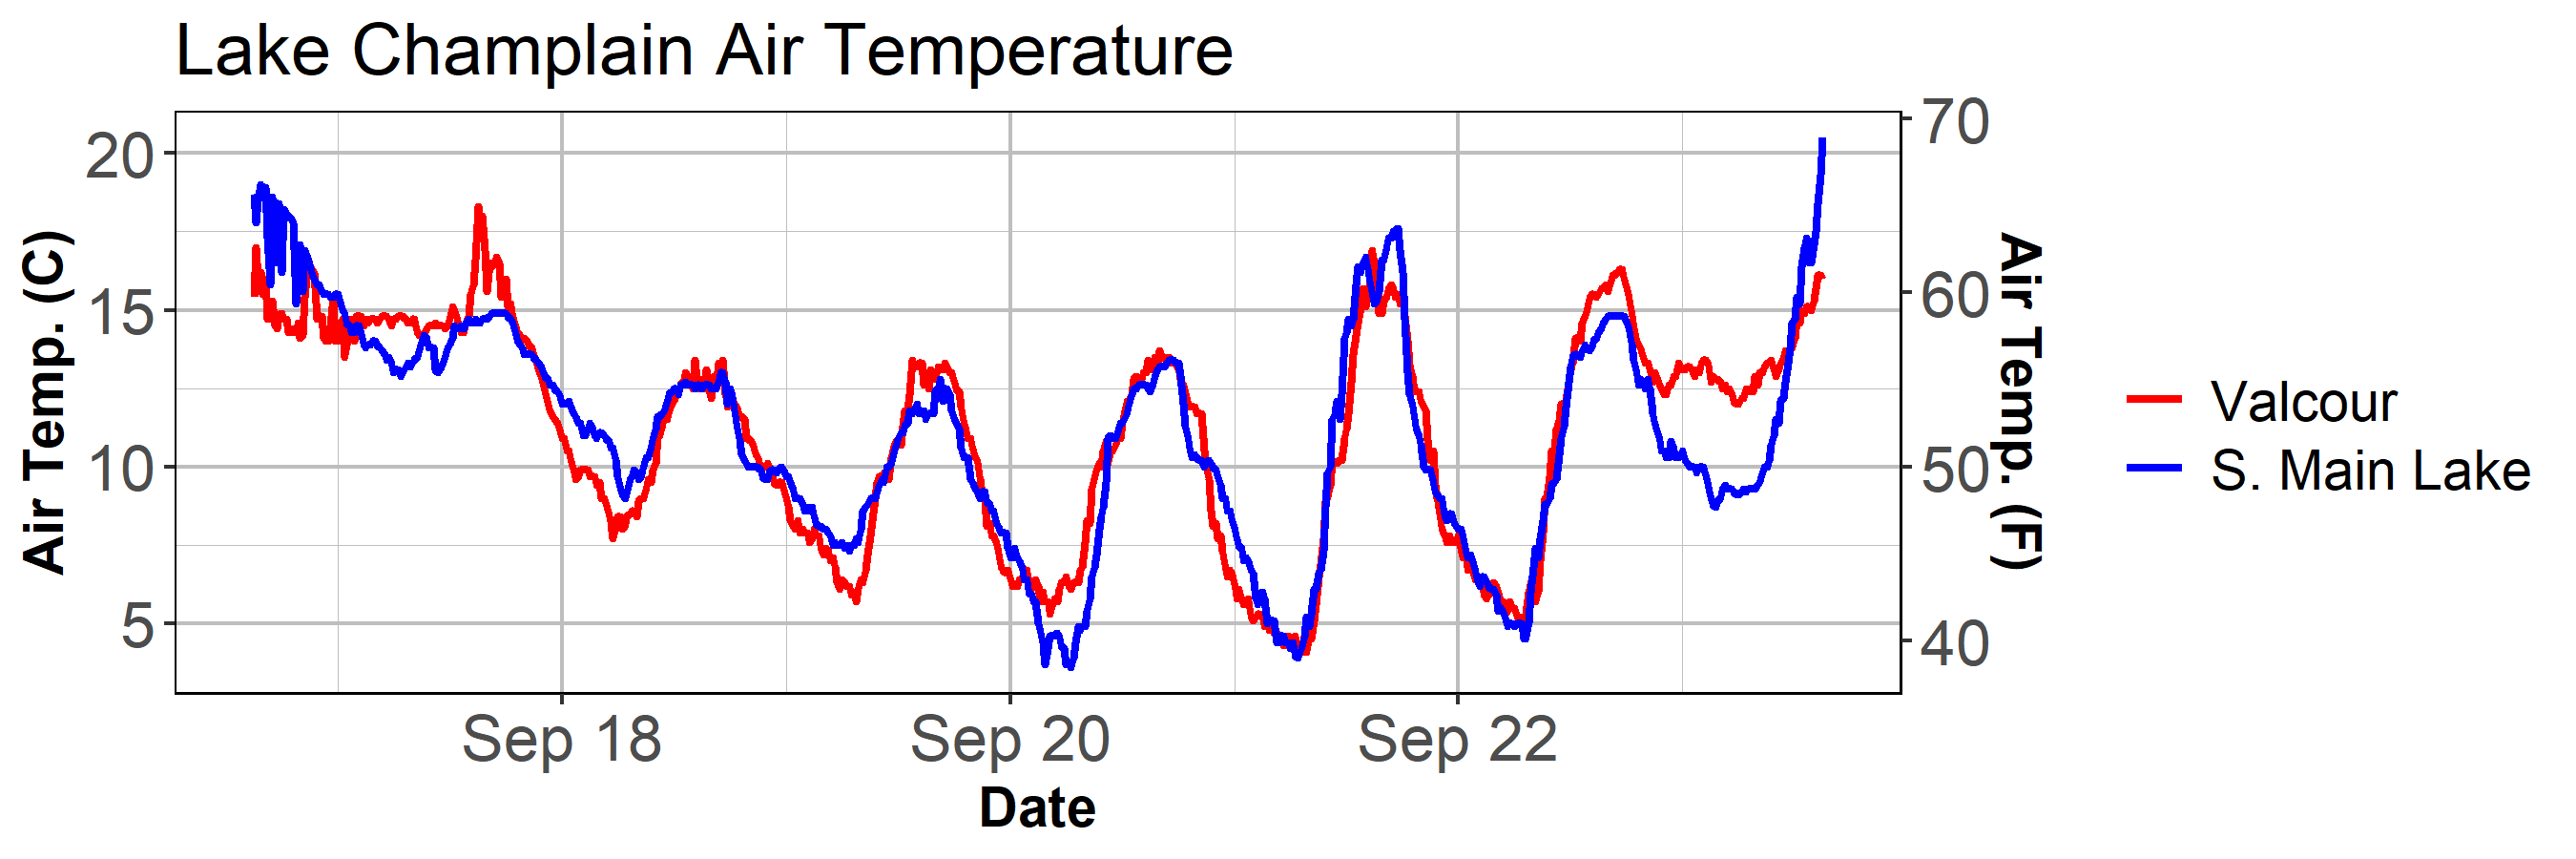 Lake Champlain Air Temperature
Air Temp. (C)
20
15
10
5
70
60
50
40
Air Temp. (F)
Sep 18
Sep 20
Sep 22
Date
Valcour
S. Main Lake